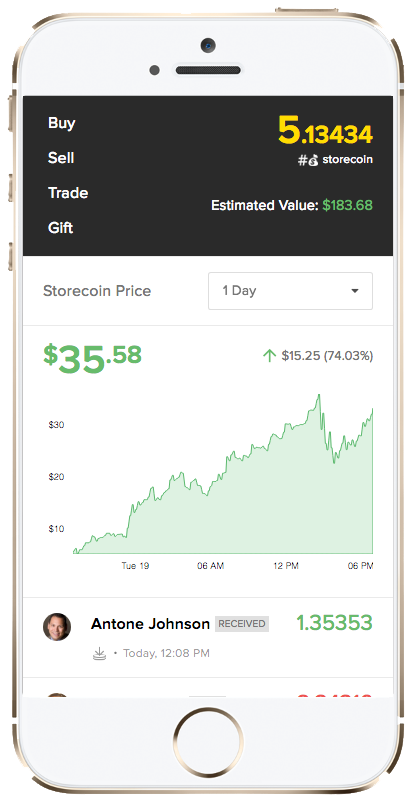 Buy
Sell
Trade
Gift
5.13434
# storecoin
Estimated Value: $183.68
Storecoin Price
1 Day
$35.58
$15.25 (74.03%)
$30
$20
$10
Tue 19
06 AM
12 PM
06 PM
Antone Johnson RECEIVED 1.35353
• Today, 12:08 PM